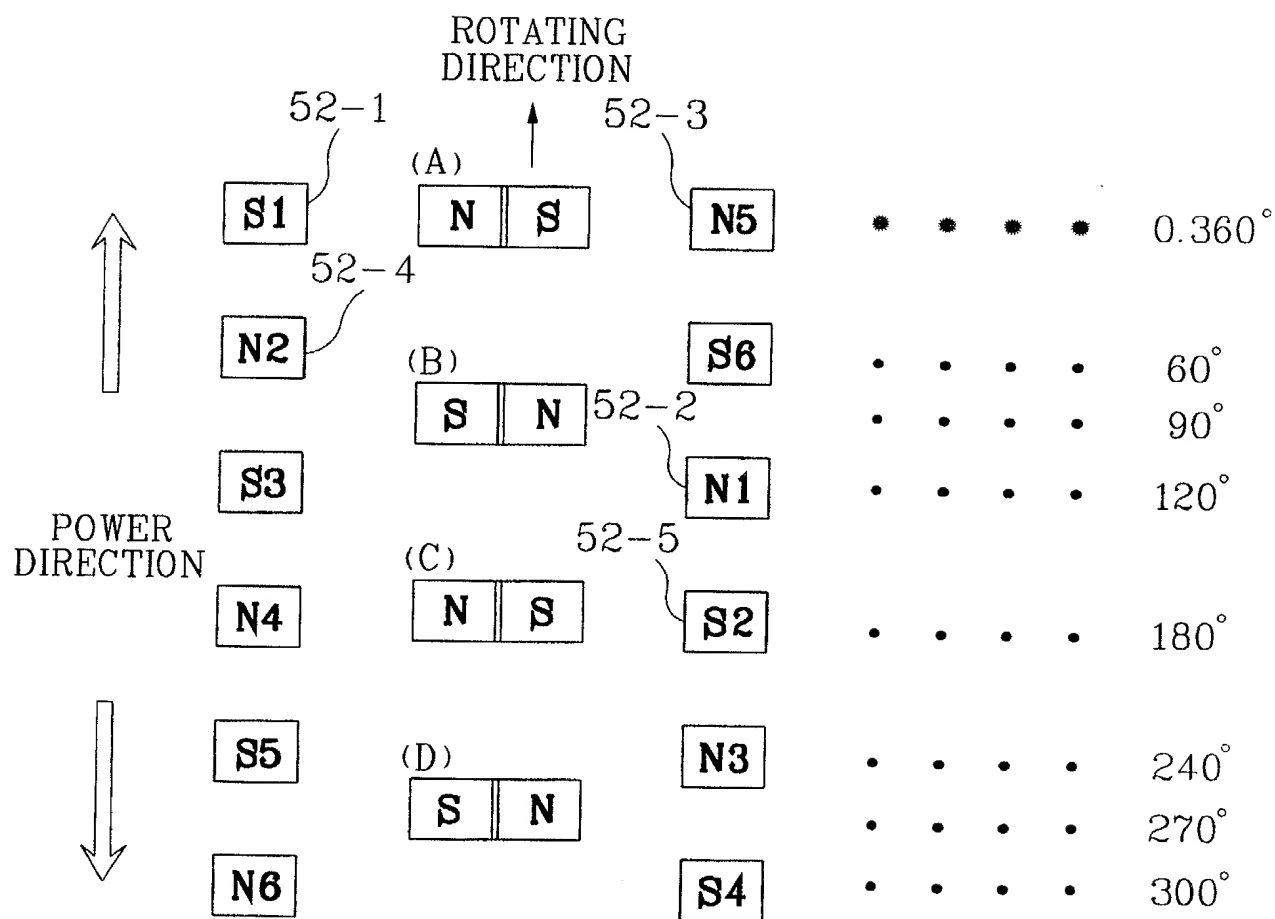 ROTATING
DIRECTION
52-1
52-3
(A)
S1
N S
N5
0.360°
52-4
N2
(B)
S6
60°
S N
52-2
90°
S3
N1
120°
POWER
DIRECTION
52-5
(C)
N4
N S
S2
180°
S5
(D)
N3
240°
S N
270°
N6
S4
300°